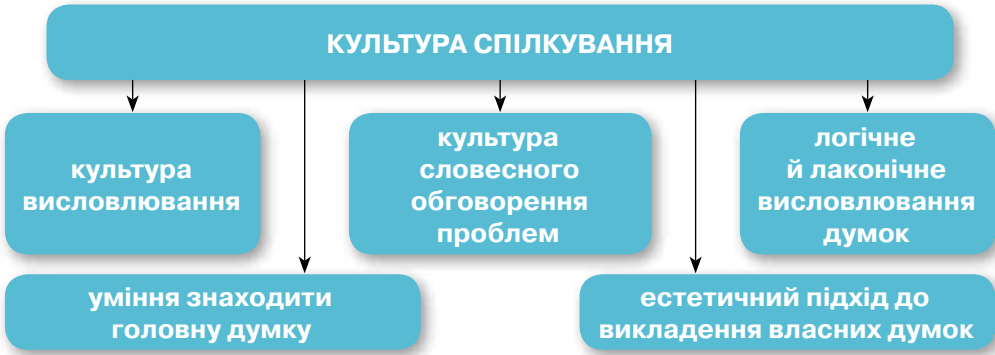 КУЛЬТУРА СПІЛКУВАННЯ
культура
висловлювання
культура
словесного
обговорення
проблем
логічне
й лаконічне
висловлювання
думок
уміння знаходити
головну думку
естетичний підхід до
викладення власних думок